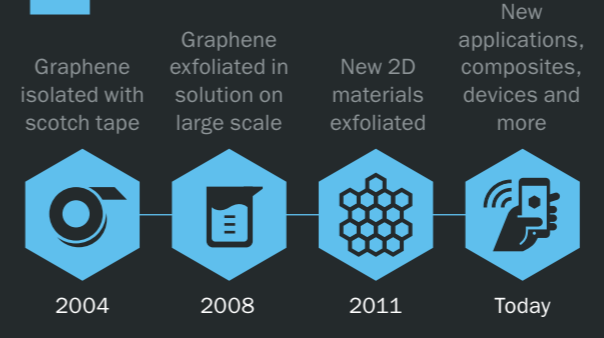 Graphene
isolated with
scotch tape
Graphene
exfoliated in
solution on
large scale
New 2D
materials
exfoliated
New
applications,
composites,
devices and
more
2004
2008
2011
Today